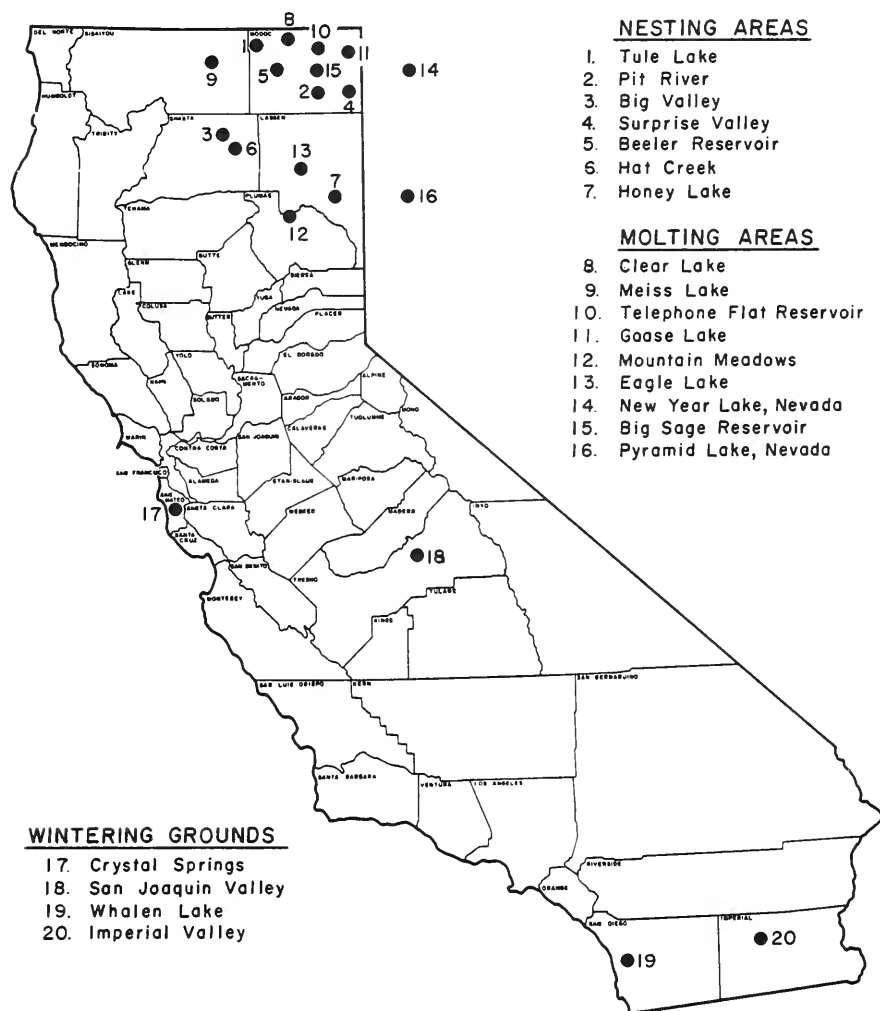 NESTING AREAS
1. Tule Lake
2. Pit River
3. Big Valley
4. Surprise Valley
5. Beeler Reservoir
6. Hat Creek
7. Honey Lake
MOLTING AREAS
8. Clear Lake
9. Meiss Lake
10. Telephone Flat Reservoir
11. Goose Lake
12. Mountain Meadows
13. Eagle Lake
14. New Year Lake, Nevada
15. Big Sage Reservoir
16. Pyramid Lake, Nevada
WINTERING GROUNDS
17. Crystal Springs
18. San Joaquin Valley
19. Whalen Lake
20. Imperial Valley
DEL NORTE
SISKIYOU
MODOC
8
1
10
11
9
5
15
14
2
4
HUMBOLDT
TRINITY
SHASTA
LASSEN
3
6
13
7
16
12
TEHAMA
PLUMAS
MENDOCINO
GLENN
BUTTE
SIERRA
LAKE
COLUSA
SUTTER
YUBA
NEVADA
PLACER
SONOMA
NAPA
YOLO
EL DORADO
SOLANO
SACRA-
MENTO
AMADOR
ALPINE
MARIN
CALAVERAS
TUOLUMNE
MONO
CONTRA COSTA
SAN JOAQUIN
SAN FRANCISCO
ALAMEDA
STANISLAUS
MARIPOSA
SAN
MATEO
SANTA CLARA
MERCED
MADERA
INYO
17
SANTA
CRUZ
18
SAN BENITO
FRESNO
MONTEREY
TULARE
KINGS
SAN LUIS OBISPO
KERN
SAN BERNARDINO
SANTA BARBARA
VENTURA
LOS ANGELES
RIVERSIDE
ORANGE
SAN DIEGO
IMPERIAL
19
20